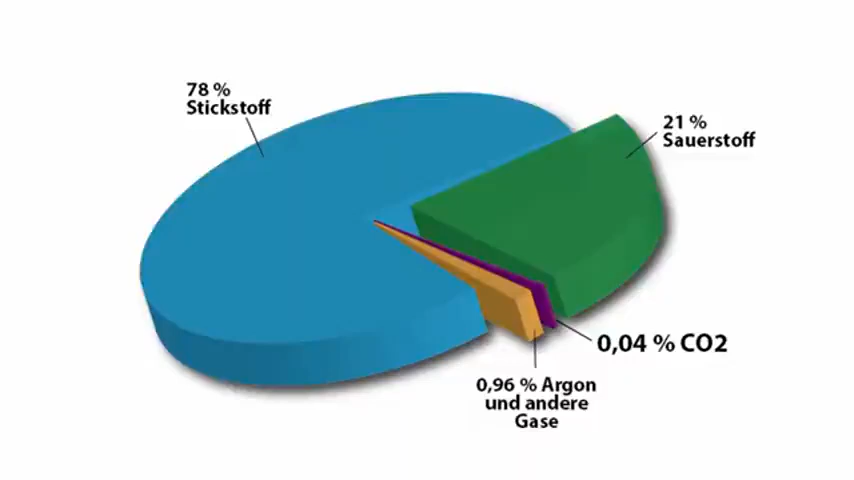 78 %
Stickstoff
21 %
Sauerstoff
0,04 % CO2
0,96 % Argon
und andere
Gase